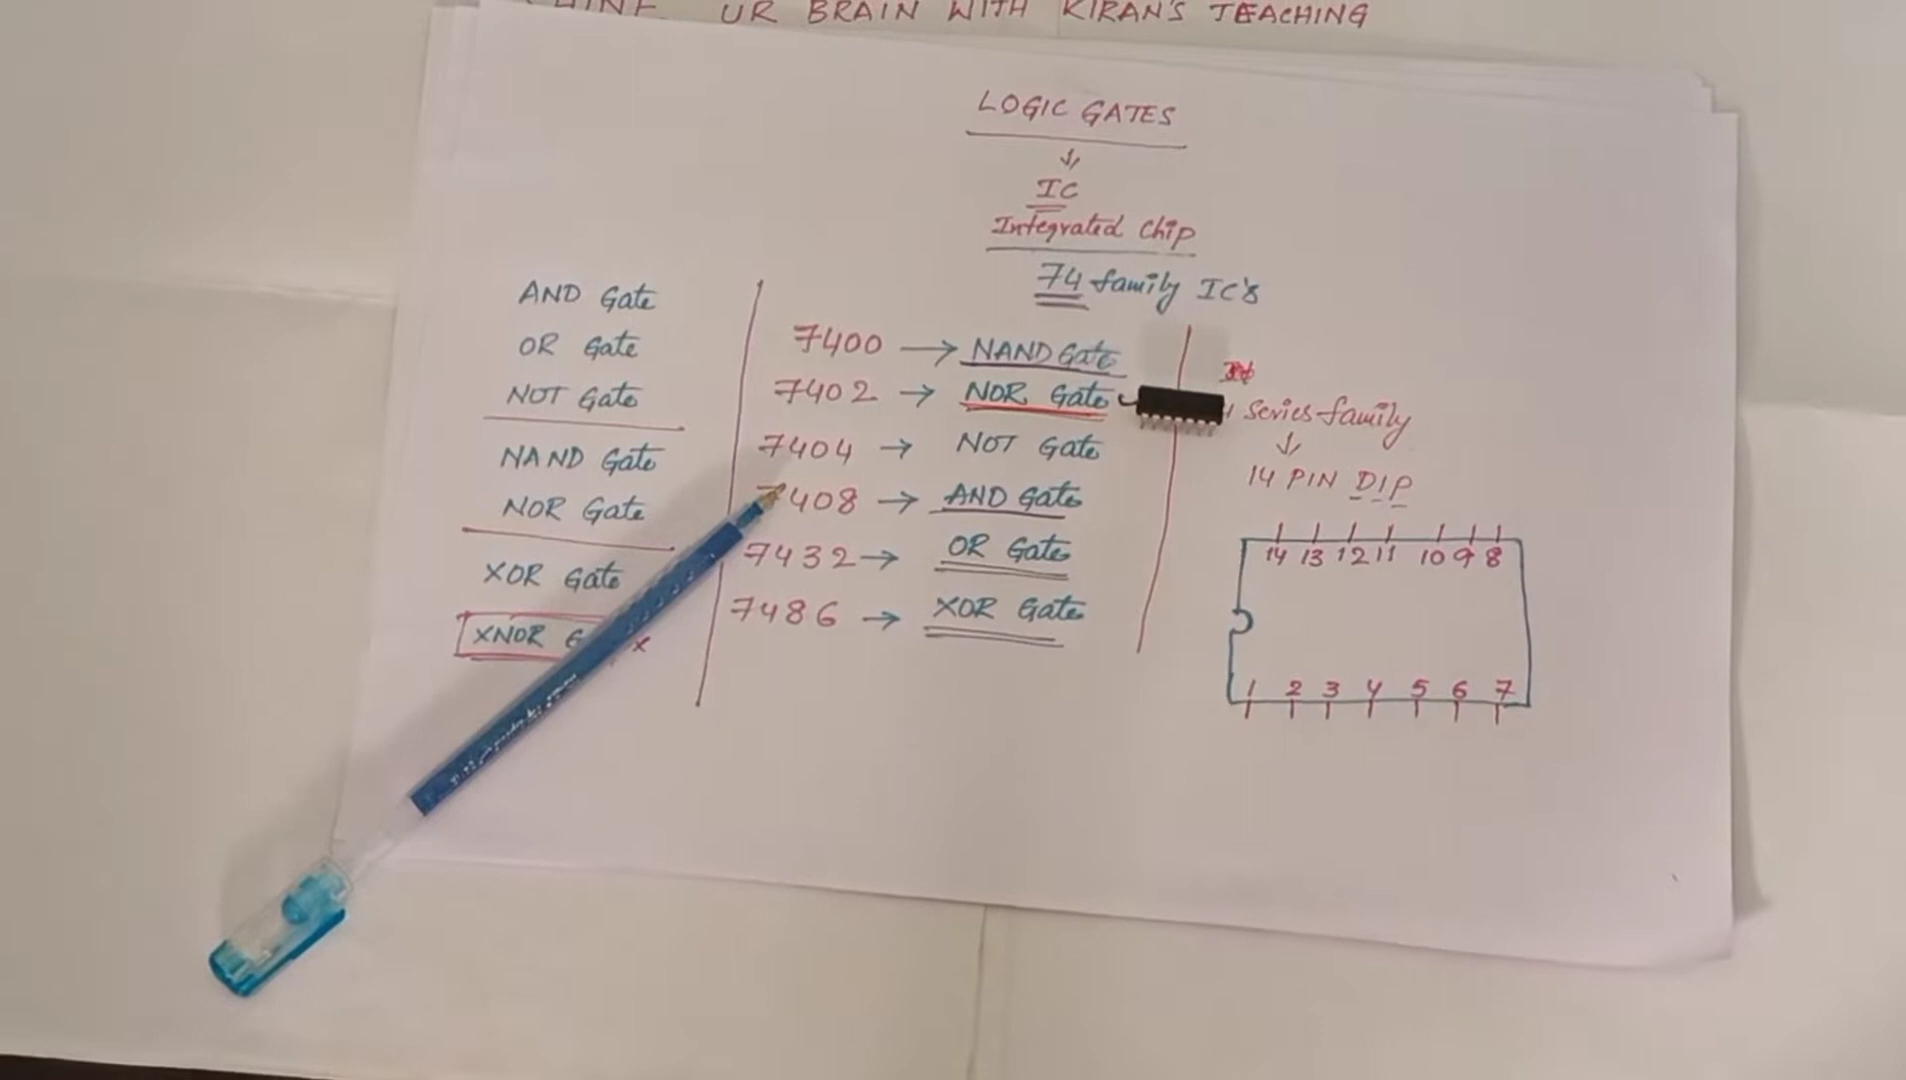 UR BRAIN WITH KIRAN'S TEACHING
LOGIC GATES
IC
Integrated Chip
74 family IC's
AND Gate
OR Gate
NOT Gate
NAND Gate
NOR Gate
XOR Gate
XNOR G
7400 → NAND Gate
7402 → NOR Gate
7404 → NOT Gate
7408 → AND Gate
7432 → OR Gate
7486 → XOR Gate
Series family
14 PIN DIP
14 13 12 11 10 9 8
1 2 3 4 5 6 7